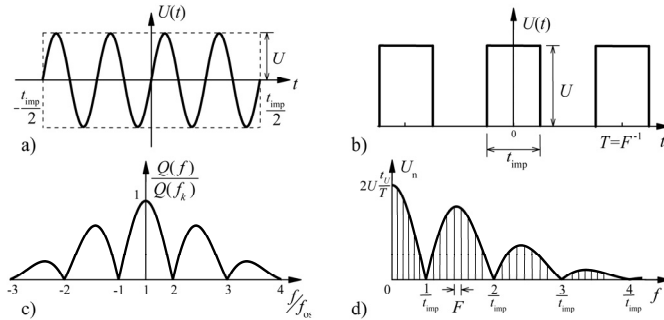 U(t)
U
t
-t_imp/2
t_imp/2
a)
U(t)
U
0
T=F⁻¹
t
t_imp
b)
Q(f)/Q(f_k)
1
-3 -2 -1 1 2 3 4
f/f_os
c)
U_n
2U t_U/T
0
1/t_imp
F
2/t_imp
3/t_imp
4/t_imp
f
d)